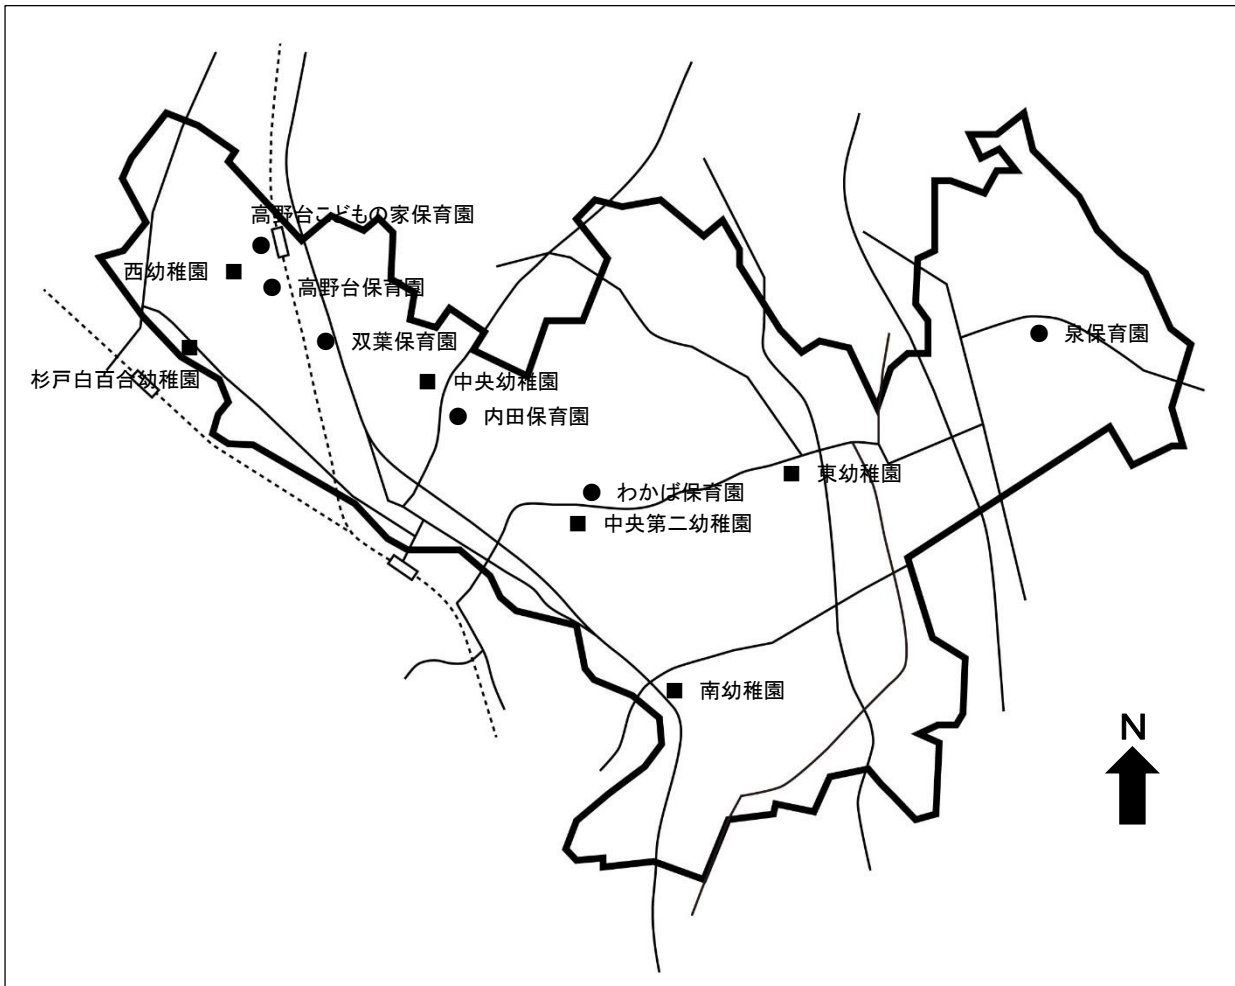 高野台こどもの家保育園
西幼稚園
高野台保育園
双葉保育園
泉保育園
杉戸白百合幼稚園
中央幼稚園
内田保育園
東幼稚園
わかば保育園
中央第二幼稚園
南幼稚園
N